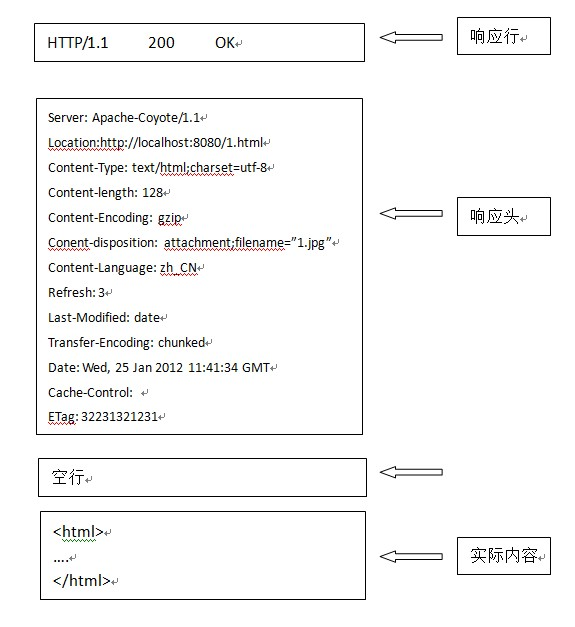 HTTP/1.1 200 OK
响应行
Server: Apache-Coyote/1.1
Location:http://localhost:8080/1.html
Content-Type: text/html;charset=utf-8
Content-length: 128
Content-Encoding: gzip
Conent-disposition: attachment;filename=”1.jpg”
Content-Language: zh_CN
Refresh: 3
Last-Modified: date
Transfer-Encoding: chunked
Date: Wed, 25 Jan 2012 11:41:34 GMT
Cache-Control:
ETag: 32231321231
响应头
空行
<html>
....
</html>
实际内容